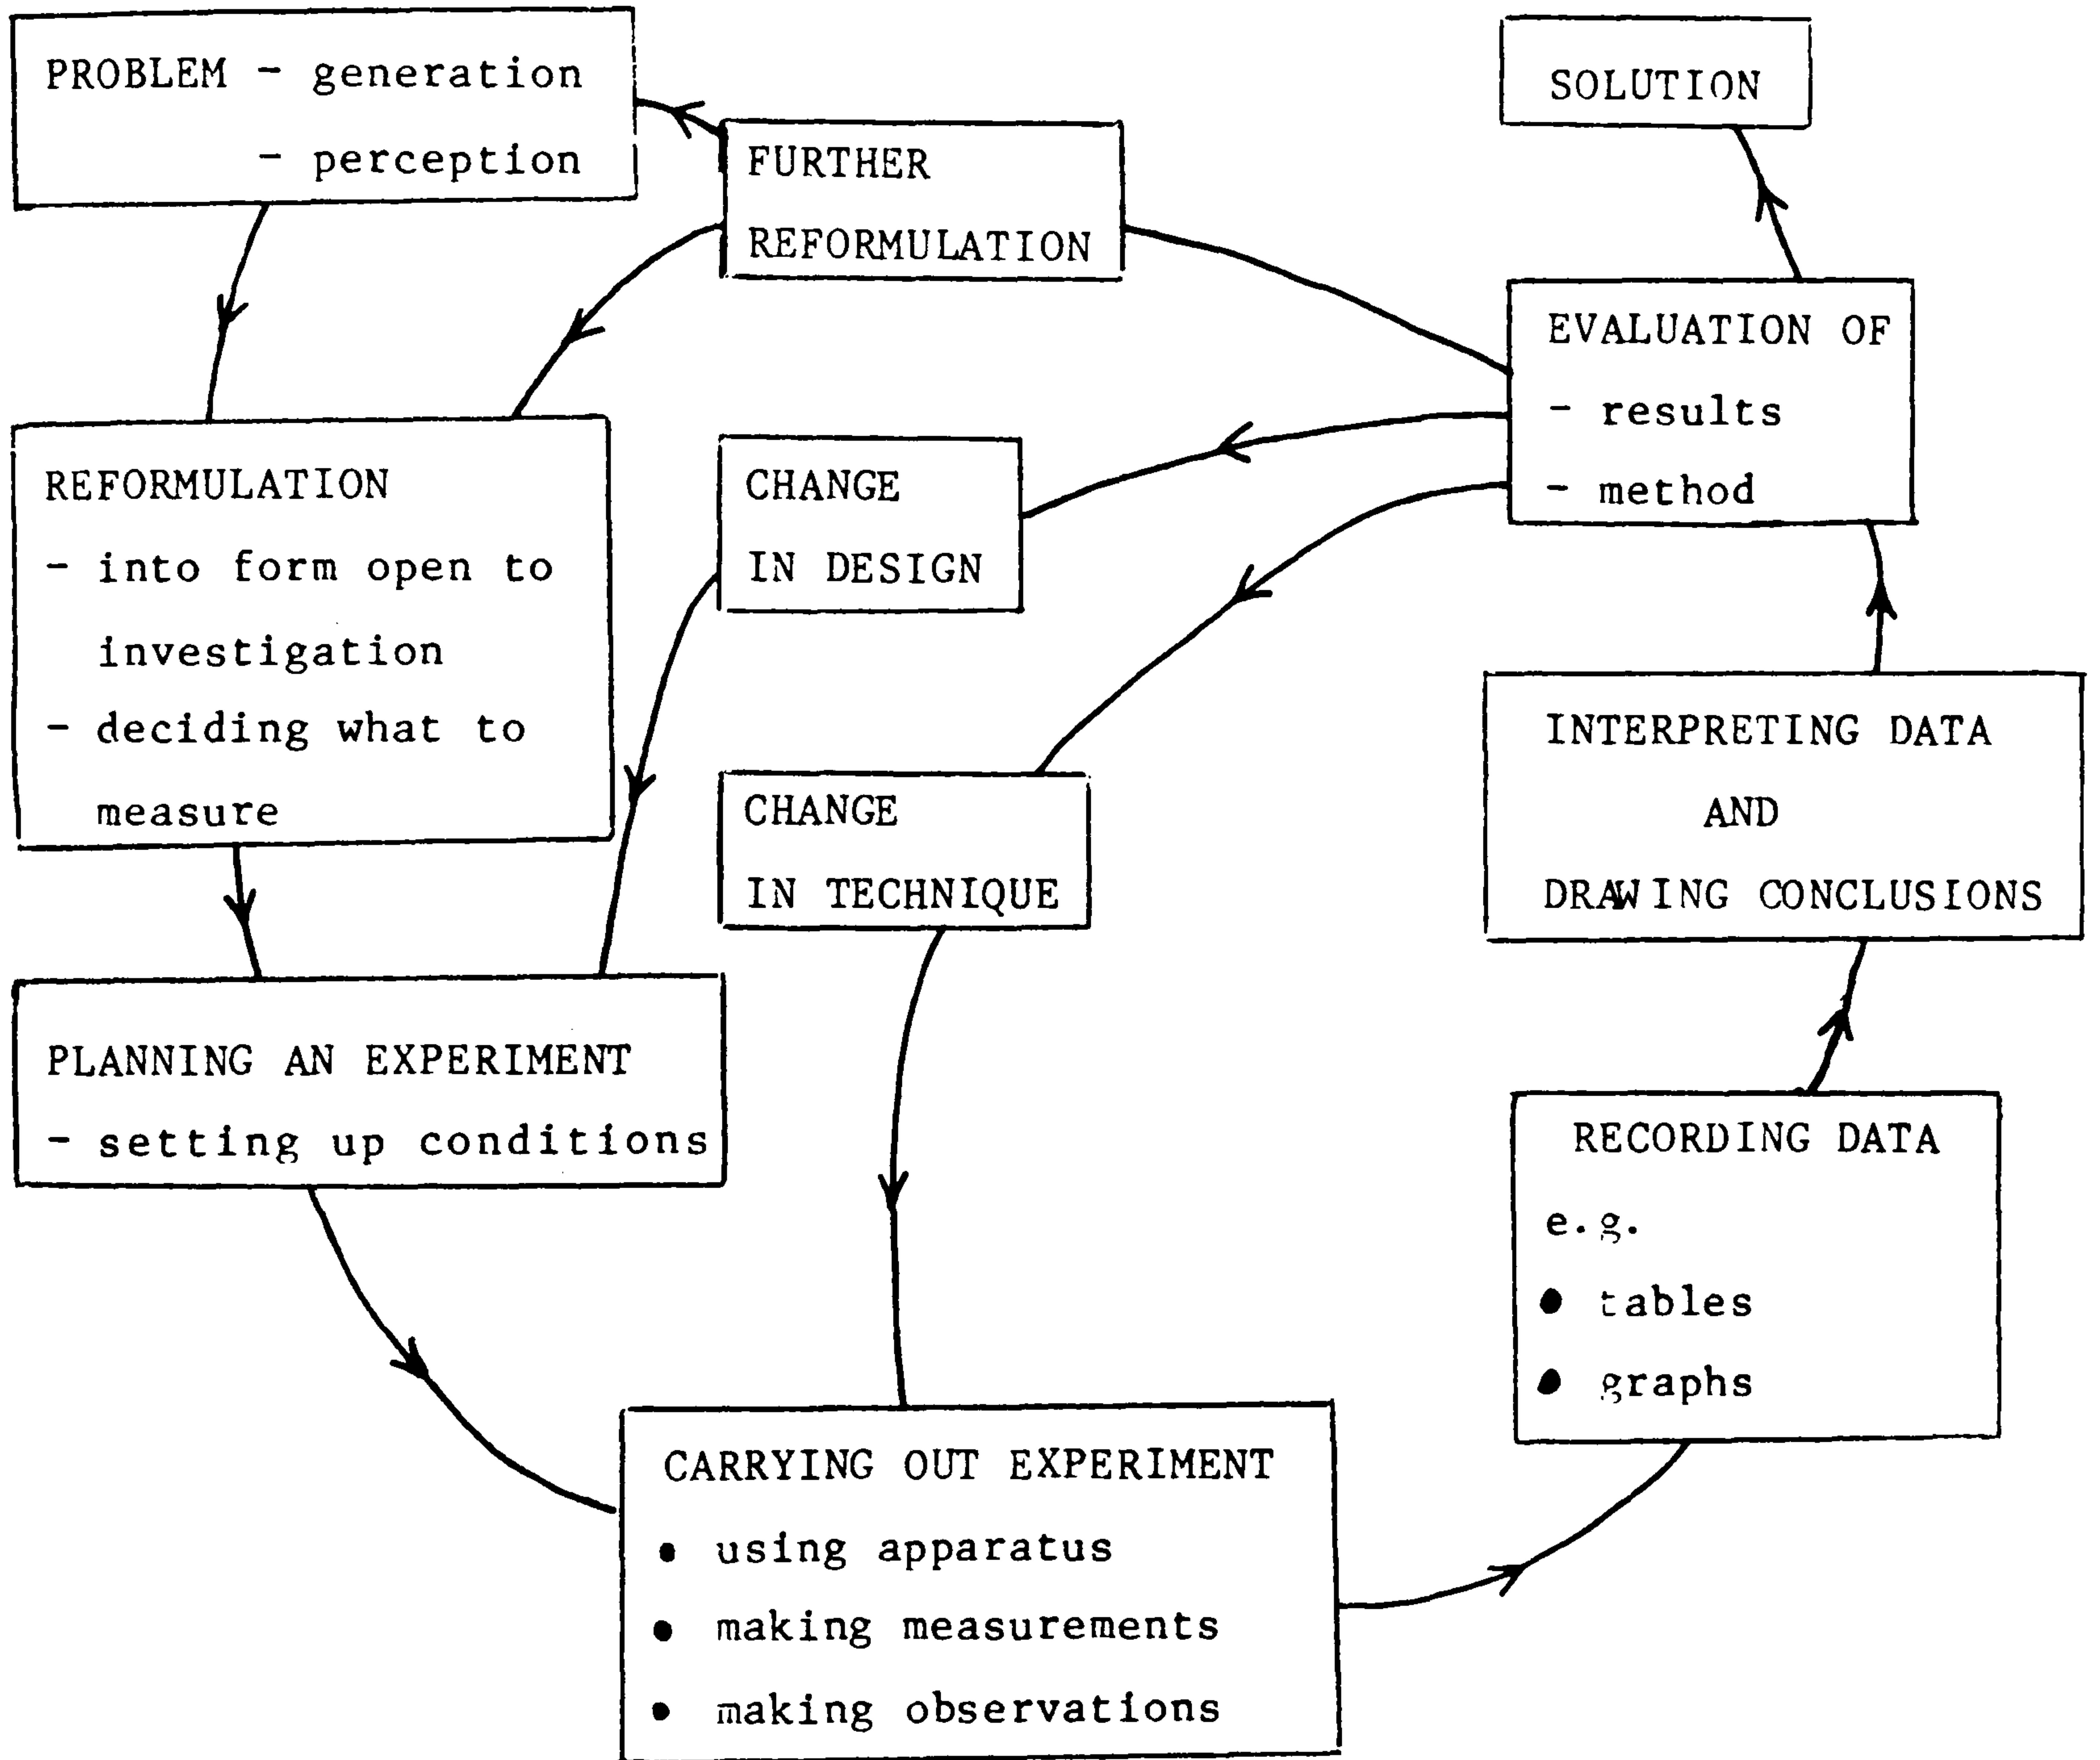 PROBLEM - generation
- perception
SOLUTION
FURTHER
REFORMULATION
EVALUATION OF
- results
- method
REFORMULATION
- into form open to
investigation
- deciding what to
measure
CHANGE
IN DESIGN
INTERPRETING DATA
AND
DRAWING CONCLUSIONS
CHANGE
IN TECHNIQUE
PLANNING AN EXPERIMENT
- setting up conditions
RECORDING DATA
e.g.
● tables
● graphs
CARRYING OUT EXPERIMENT
● using apparatus
● making measurements
● making observations